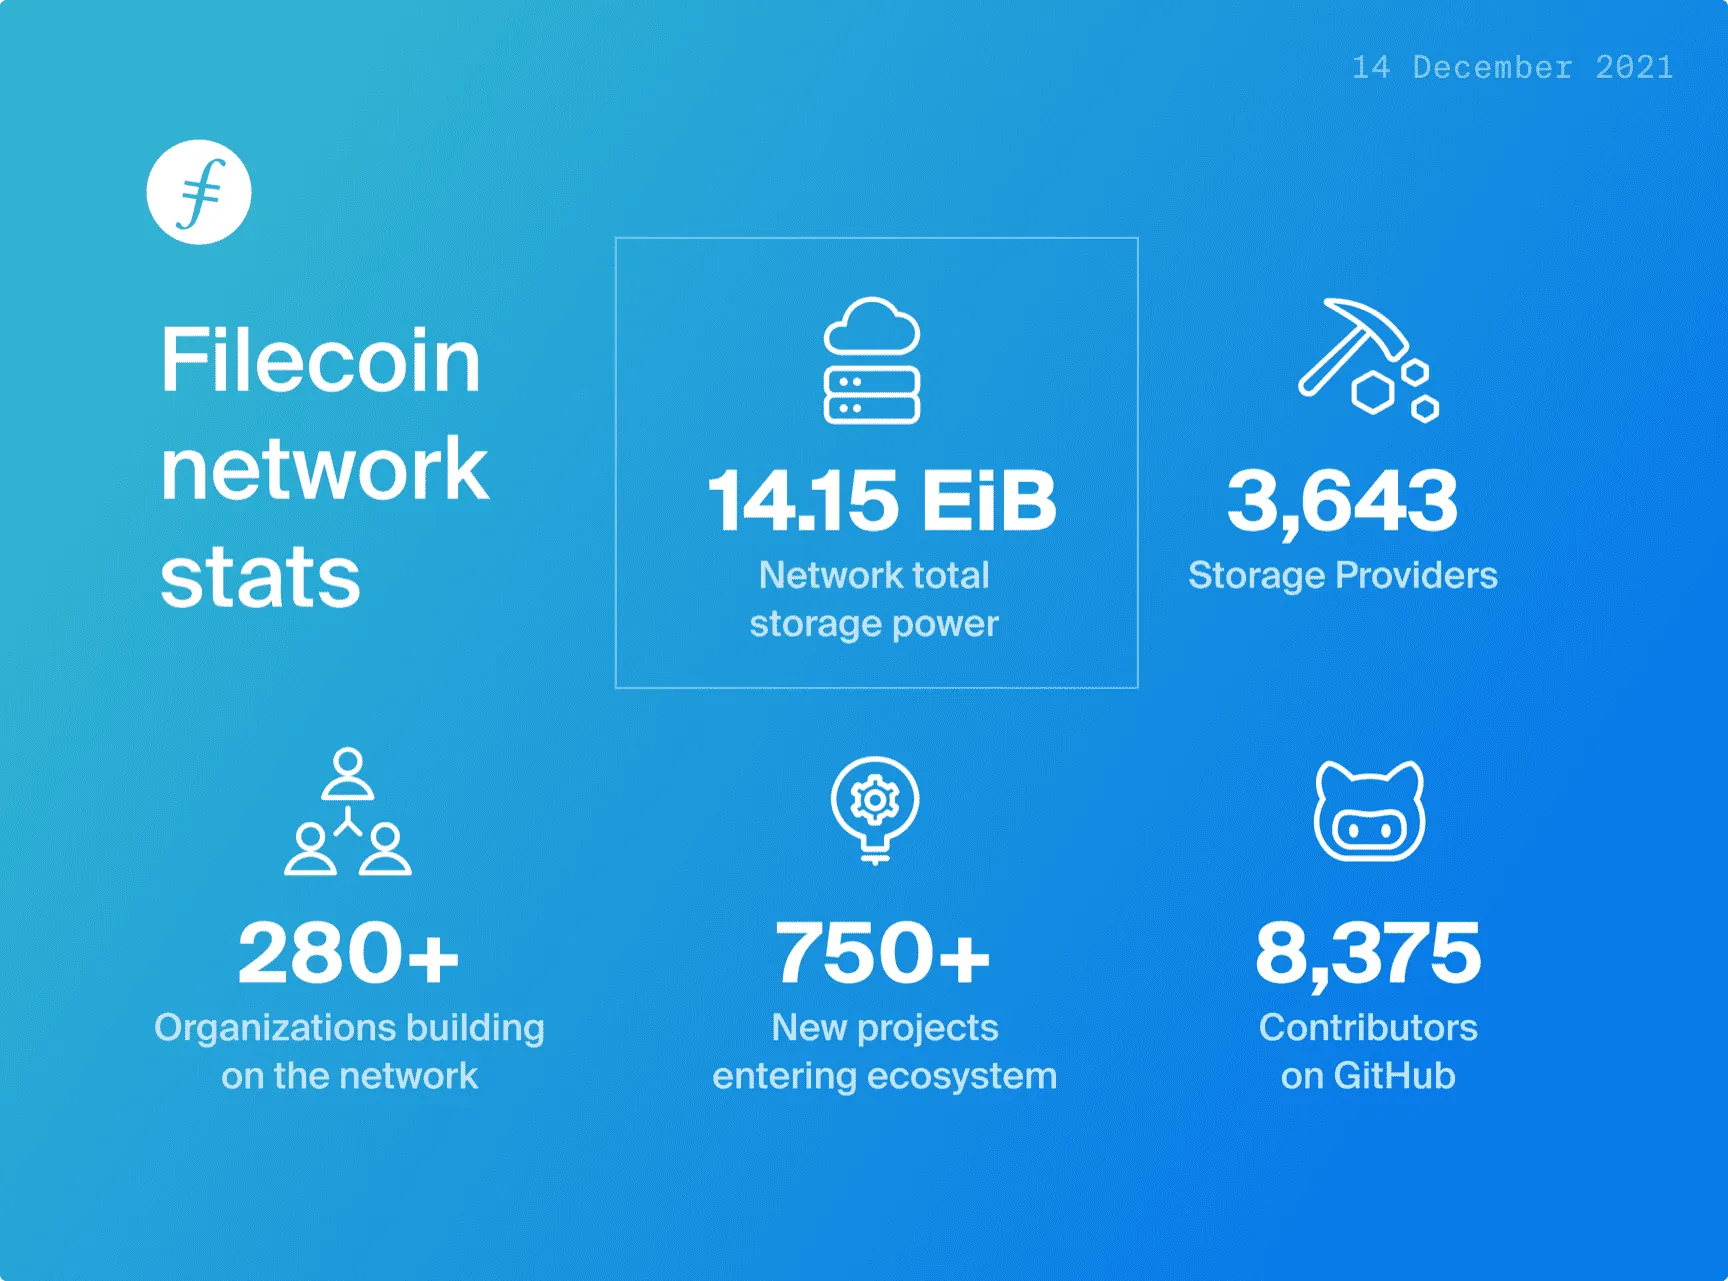 14 December 2021
Filecoin
network
stats
14.15 EiB
Network total
storage power
3,643
Storage Providers
280+
Organizations building
on the network
750+
New projects
entering ecosystem
8,375
Contributors
on GitHub